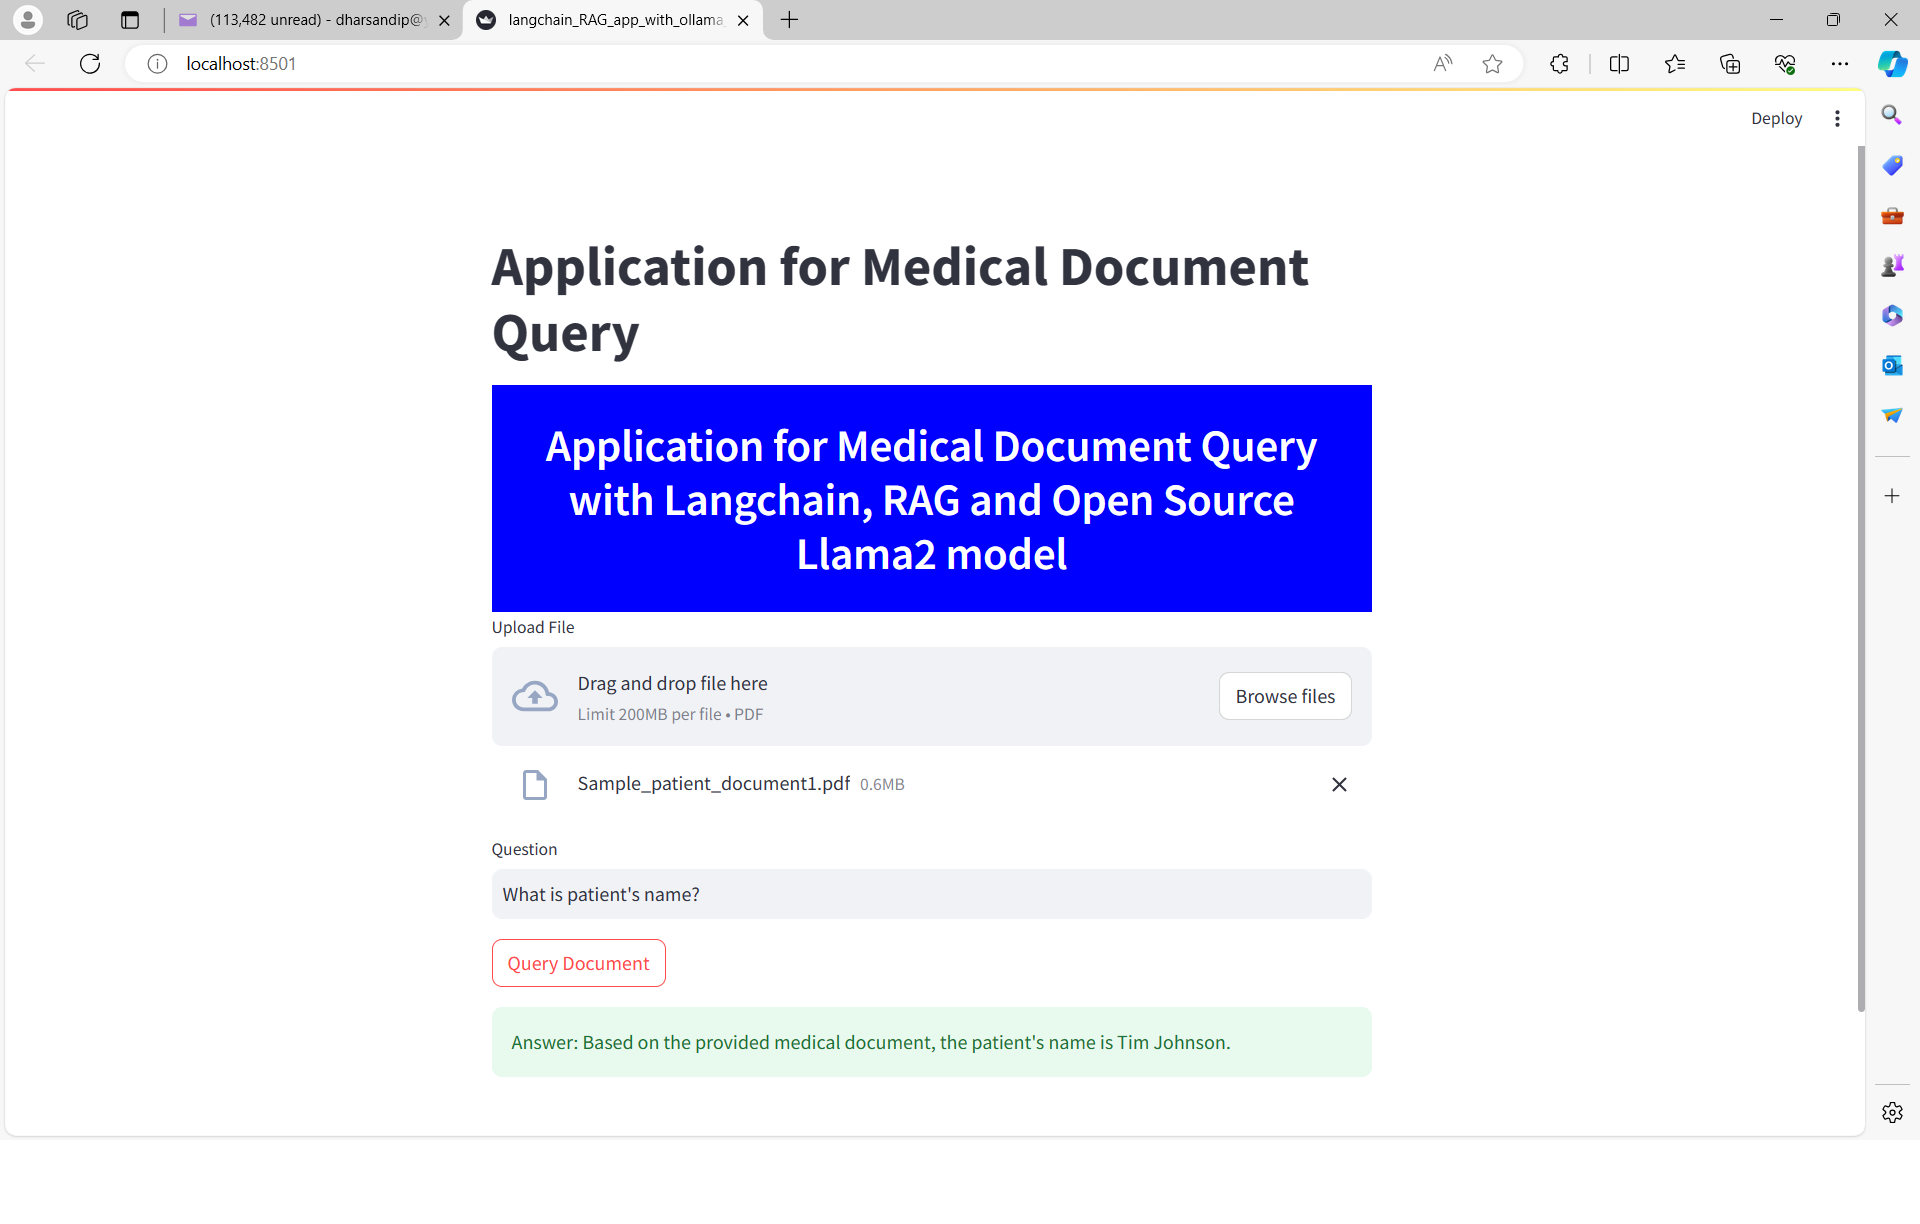 (113,482 unread) - dharsandip@
langchain_RAG_app_with_ollama
localhost:8501
Deploy
Application for Medical Document
Query
Application for Medical Document Query
with Langchain, RAG and Open Source
Llama2 model
Upload File
Drag and drop file here
Limit 200MB per file • PDF
Browse files
Sample_patient_document1.pdf 0.6MB
Question
What is patient's name?
Query Document
Answer: Based on the provided medical document, the patient's name is Tim Johnson.